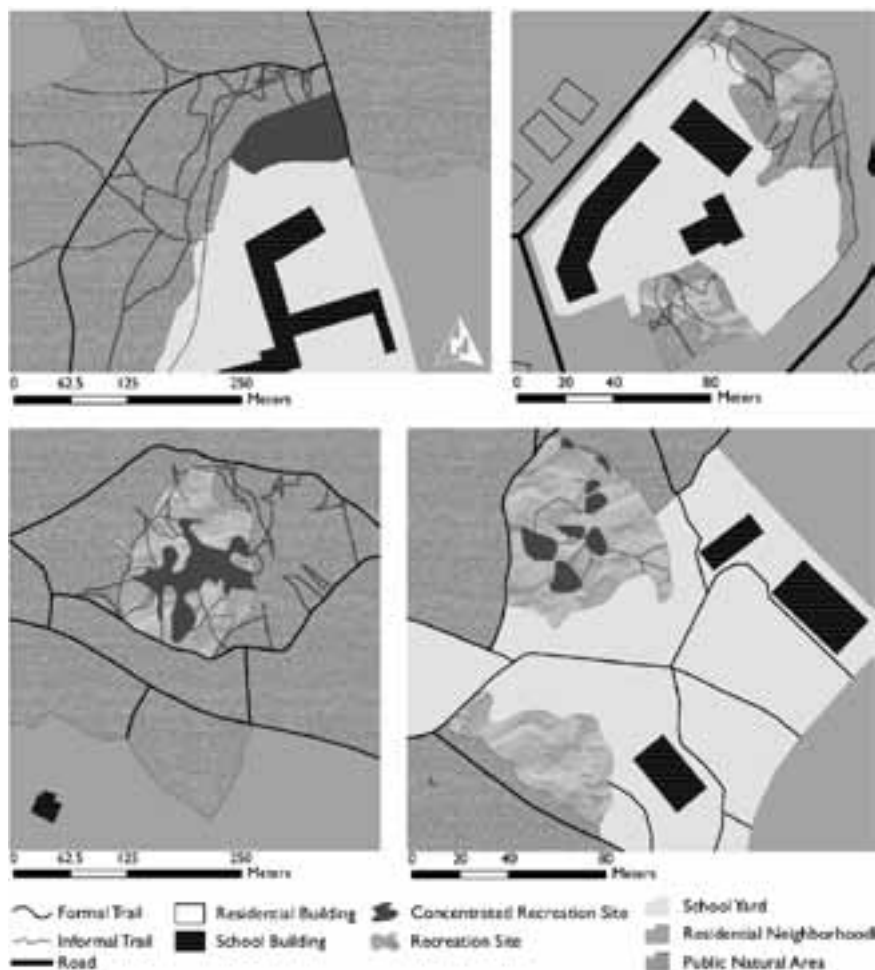 0 62.5 125 250
Meters
0 20 40 80
Meters
0 62.5 125 250
Meters
0 20 40 80
Meters
Formal Trail Residential Building Concentrated Recreation Site School Yard
Informal Trail School Building Recreation Site Residential Neighborhood
Road Public Natural Area